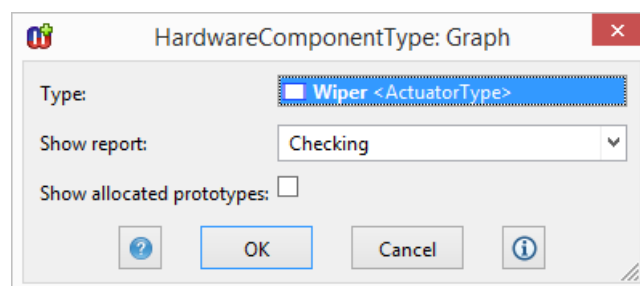 HardwareComponentType: Graph
Type: Wiper <ActuatorType>
Show report: Checking
Show allocated prototypes:
OK Cancel